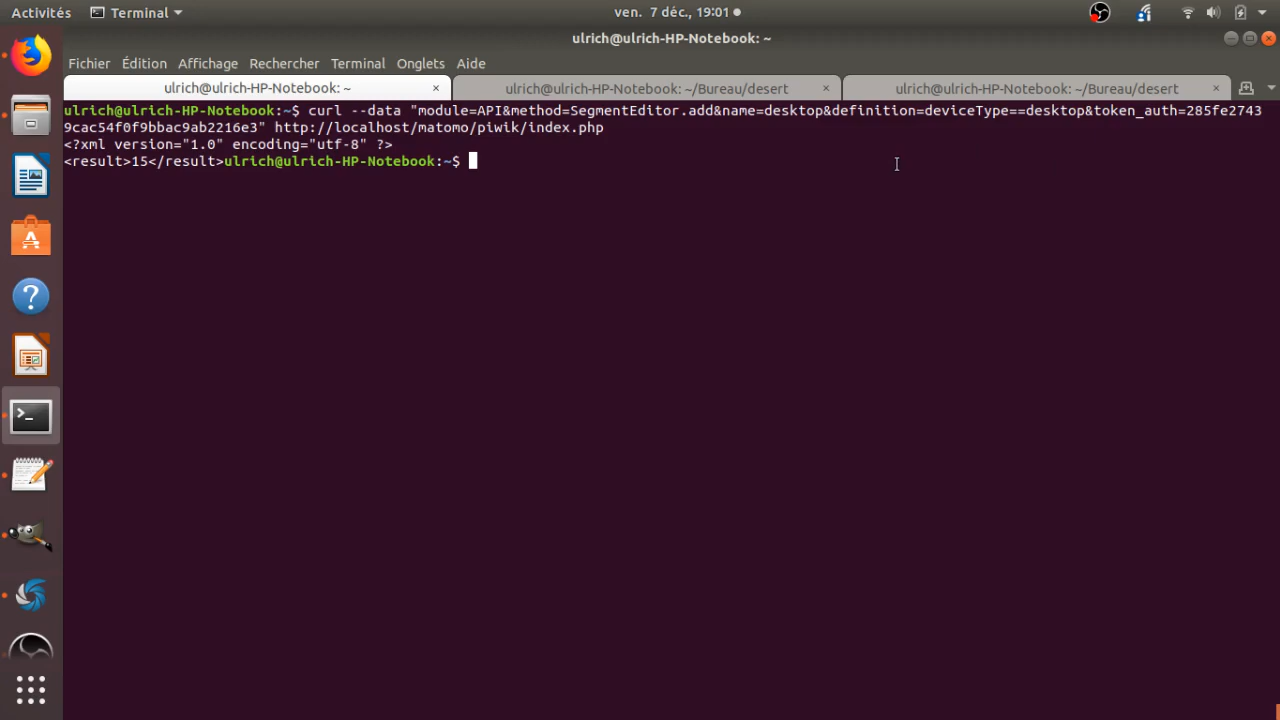 Activités Terminal ven. 7 déc., 19:01
ulrich@ulrich-HP-Notebook: ~
Fichier Édition Affichage Rechercher Terminal Onglets Aide
ulrich@ulrich-HP-Notebook: ~ × ulrich@ulrich-HP-Notebook: ~/Bureau/desert × ulrich@ulrich-HP-Notebook: ~/Bureau/desert ×
ulrich@ulrich-HP-Notebook:~$ curl --data "module=API&method=SegmentEditor.add&name=desktop&definition=deviceType==desktop&token_auth=285fe2743
9cac54f0f9bbac9ab2216e3" http://localhost/matomo/piwik/index.php
<?xml version="1.0" encoding="utf-8" ?>
<result>15</result>ulrich@ulrich-HP-Notebook:~$